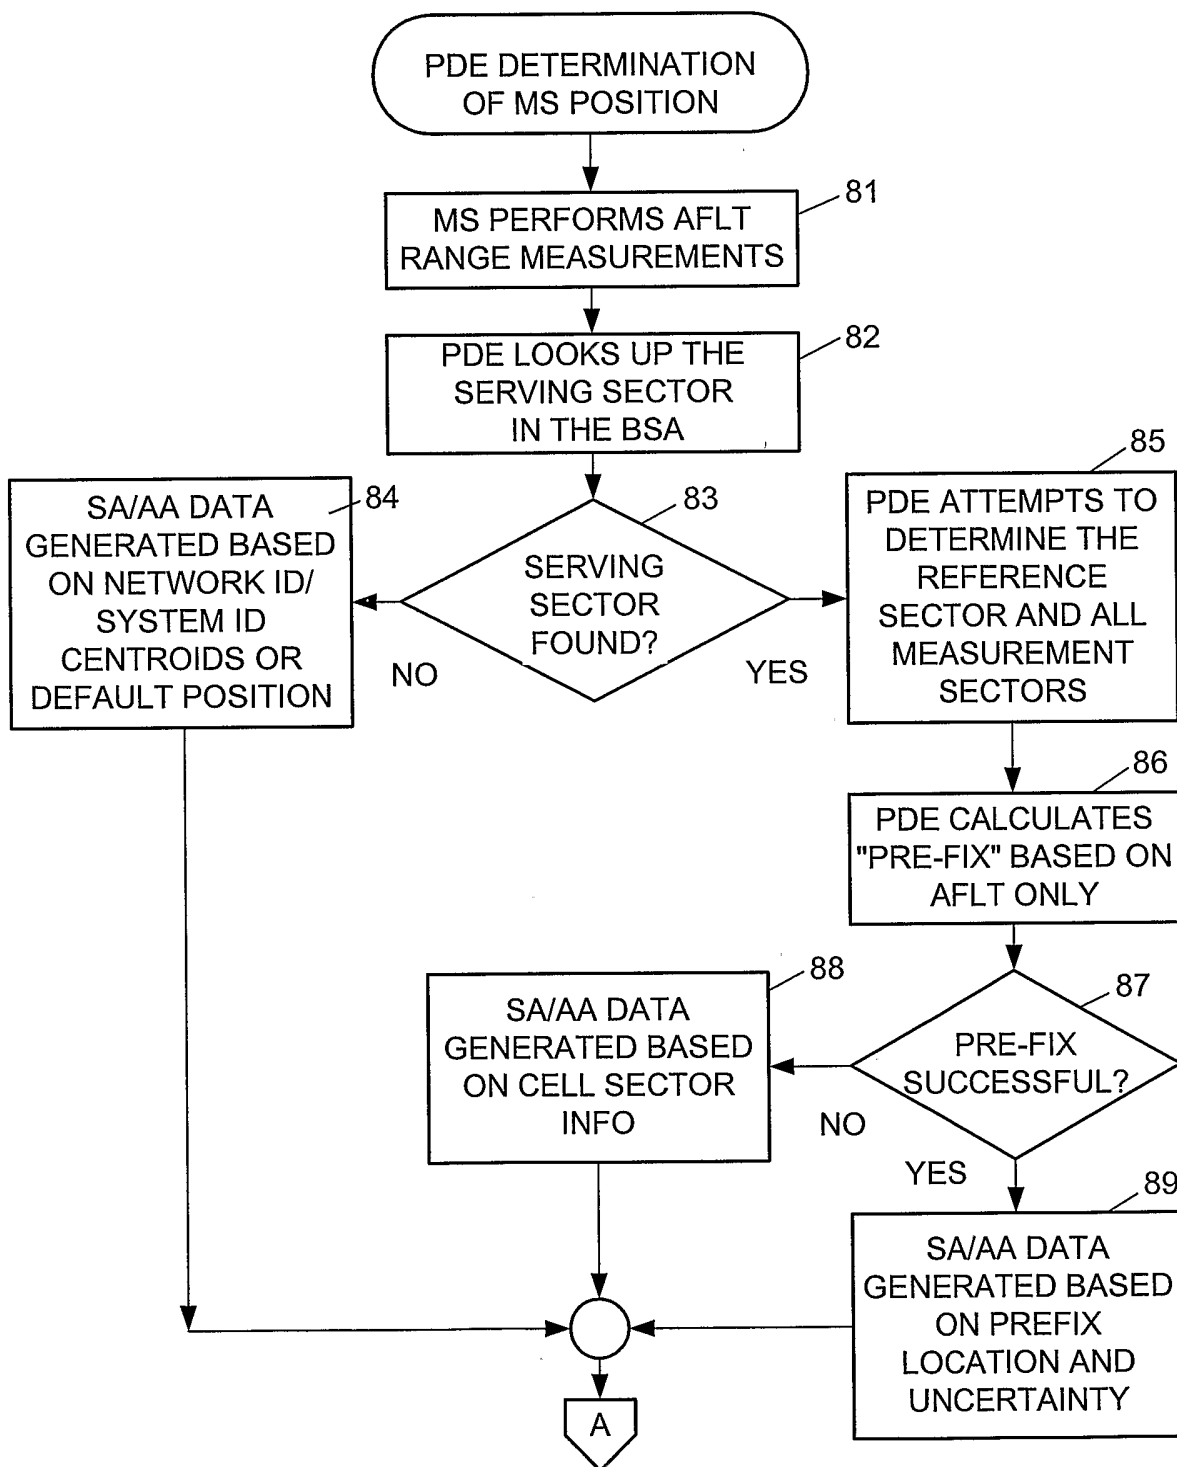 PDE DETERMINATION
OF MS POSITION
81
MS PERFORMS AFLT
RANGE MEASUREMENTS
82
PDE LOOKS UP THE
SERVING SECTOR
IN THE BSA
83
SERVING
SECTOR
FOUND?
NO
YES
84
SA/AA DATA
GENERATED BASED
ON NETWORK ID/
SYSTEM ID
CENTROIDS OR
DEFAULT POSITION
85
PDE ATTEMPTS TO
DETERMINE THE
REFERENCE
SECTOR AND ALL
MEASUREMENT
SECTORS
86
PDE CALCULATES
"PRE-FIX" BASED ON
AFLT ONLY
87
PRE-FIX
SUCCESSFUL?
NO
YES
88
SA/AA DATA
GENERATED BASED
ON CELL SECTOR
INFO
89
SA/AA DATA
GENERATED BASED
ON PREFIX
LOCATION AND
UNCERTAINTY
A